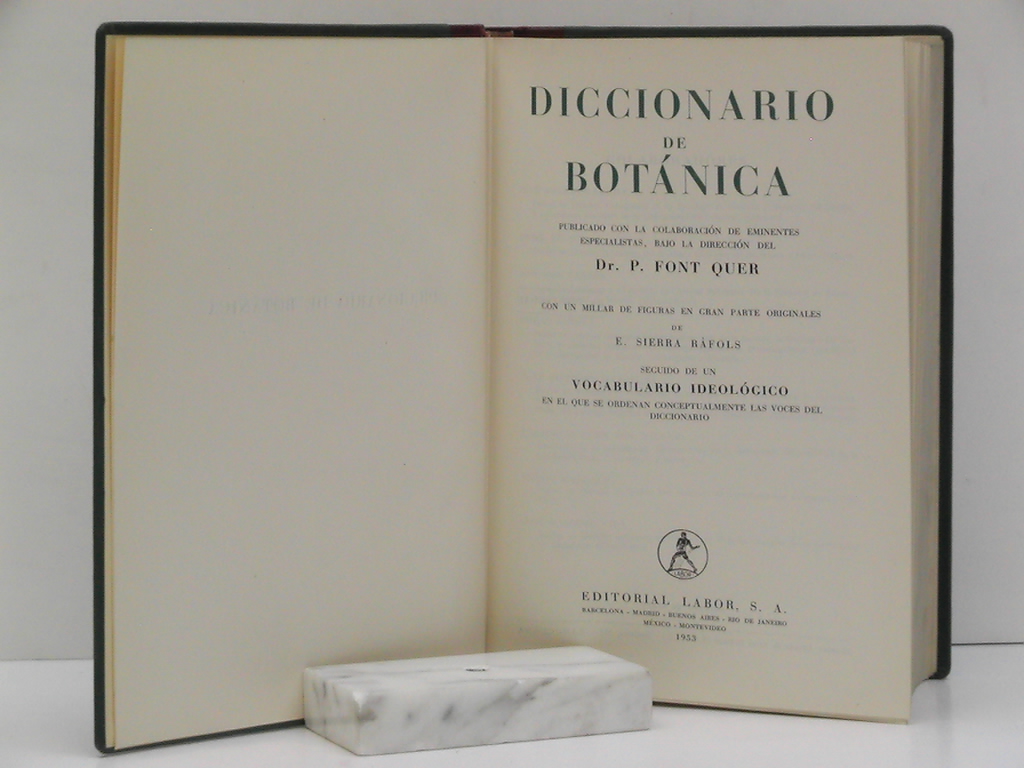 DICCIONARIO
DE
BOTÁNICA
PUBLICADO CON LA COLABORACIÓN DE EMINENTES
ESPECIALISTAS, BAJO LA DIRECCIÓN DEL
Dr. P. FONT QUER
CON UN MILLAR DE FIGURAS EN GRAN PARTE ORIGINALES
DE
E. SIERRA RÀFOLS
SEGUIDO DE UN
VOCABULARIO IDEOLÓGICO
EN EL QUE SE ORDENAN CONCEPTUALMENTE LAS VOCES DEL
DICCIONARIO
LABOR
EDITORIAL LABOR, S. A.
BARCELONA - MADRID - BUENOS AIRES - RIO DE JANEIRO
MÉXICO - MONTEVIDEO
1953